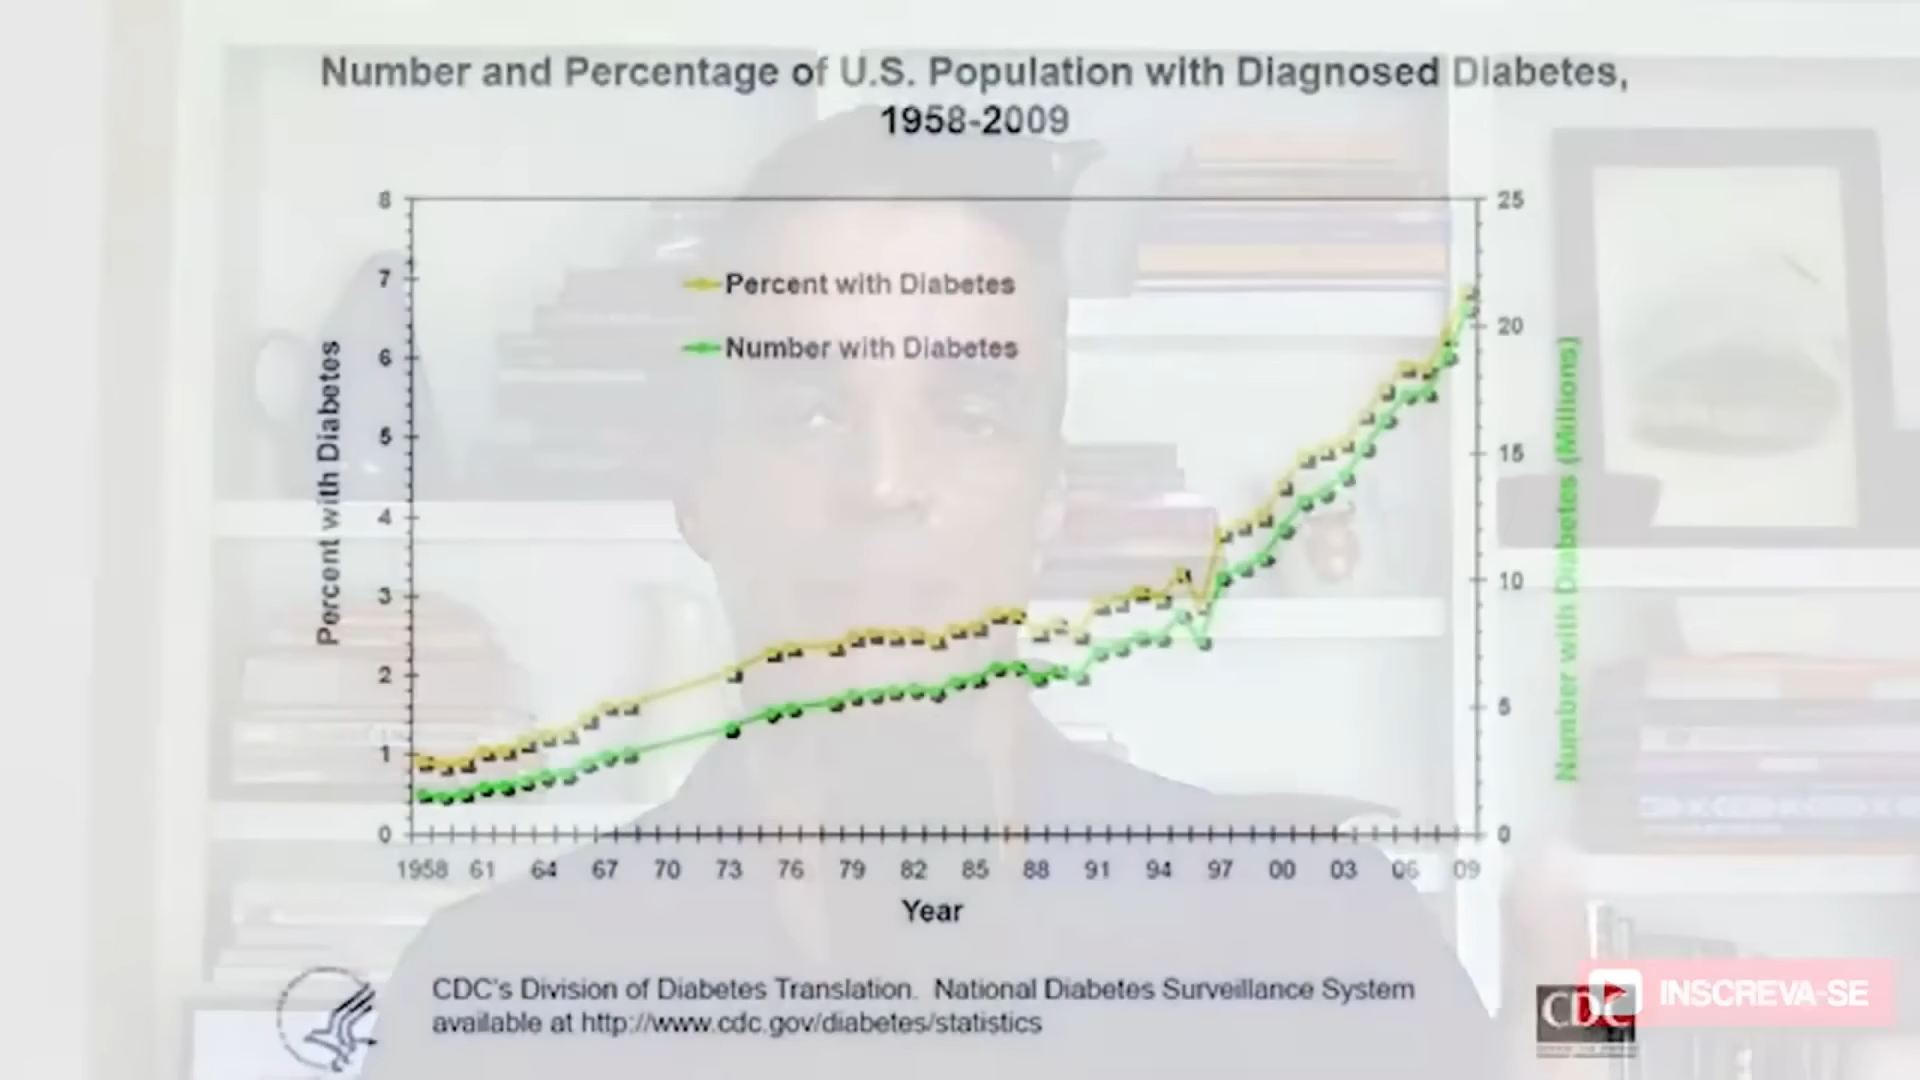 Number and Percentage of U.S. Population with Diagnosed Diabetes,
1958-2009
8
7
6
5
4
3
2
1
0
Percent with Diabetes
Percent with Diabetes
Number with Diabetes
25
20
15
10
5
0
Number with Diabetes (Millions)
1958 61 64 67 70 73 76 79 82 85 88 91 94 97 00 03 06 09
Year
CDC's Division of Diabetes Translation. National Diabetes Surveillance System
available at http://www.cdc.gov/diabetes/statistics
CDC
INSCREVA-SE